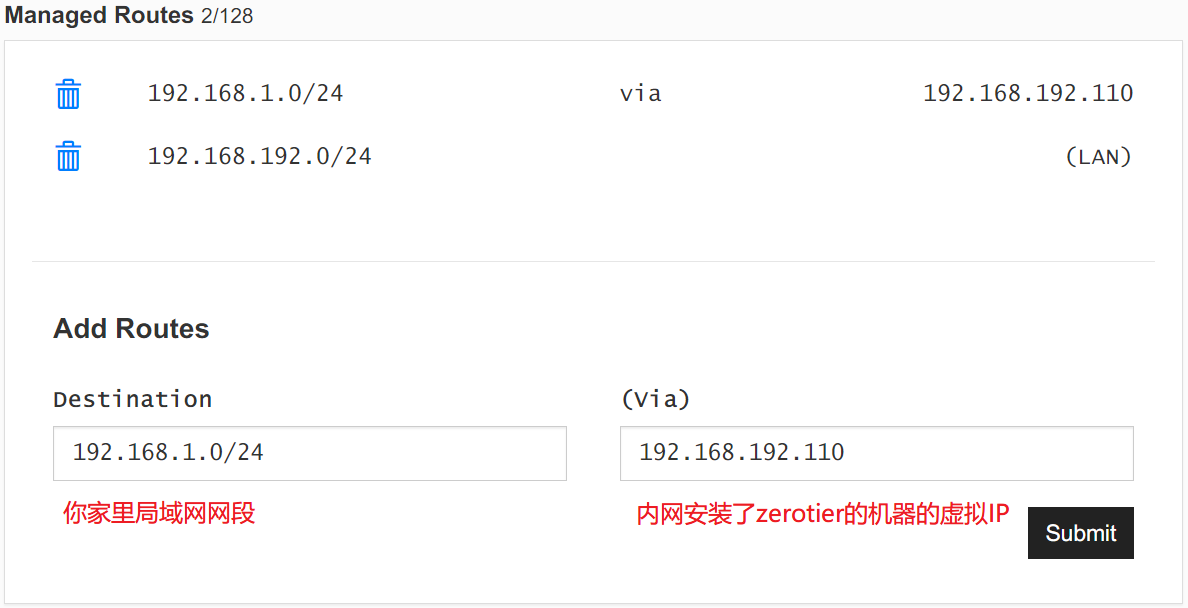 Managed Routes 2/128
192.168.1.0/24 via 192.168.192.110
192.168.192.0/24 (LAN)
Add Routes
Destination (Via)
192.168.1.0/24 192.168.192.110
你家里局域网网段 内网安装了zerotier的机器的虚拟IP
Submit